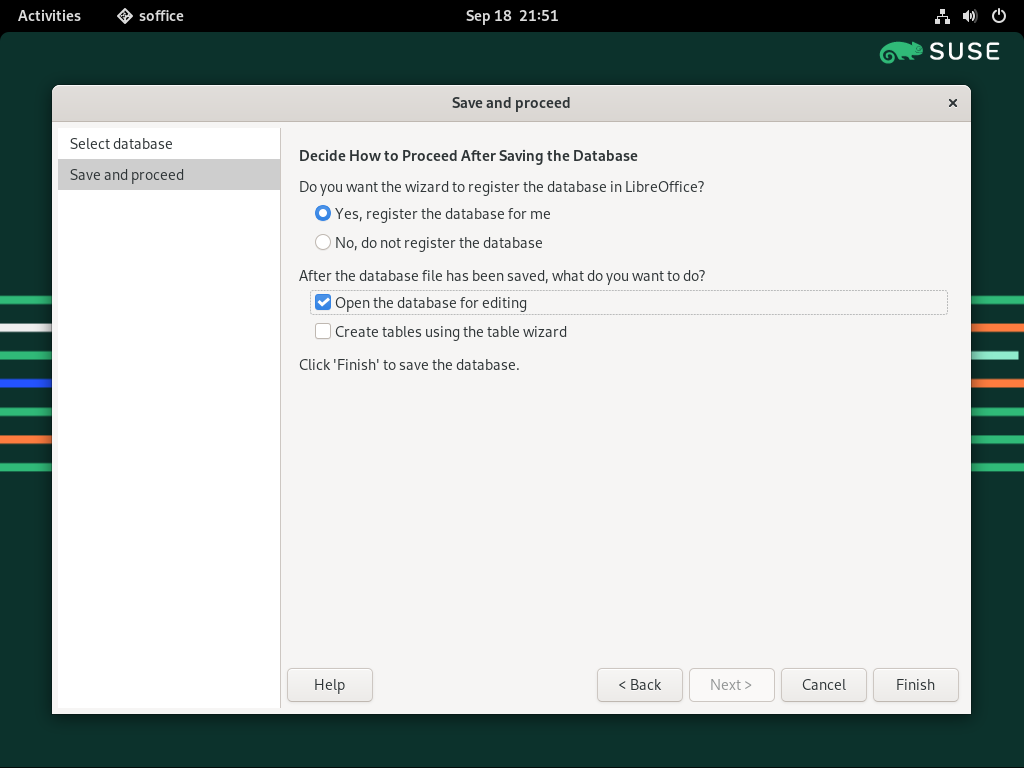 Activities
soffice
Sep 18 21:51
SUSE
Save and proceed
Select database
Save and proceed
Decide How to Proceed After Saving the Database
Do you want the wizard to register the database in LibreOffice?
Yes, register the database for me
No, do not register the database
After the database file has been saved, what do you want to do?
Open the database for editing
Create tables using the table wizard
Click 'Finish' to save the database.
Help
< Back
Next >
Cancel
Finish